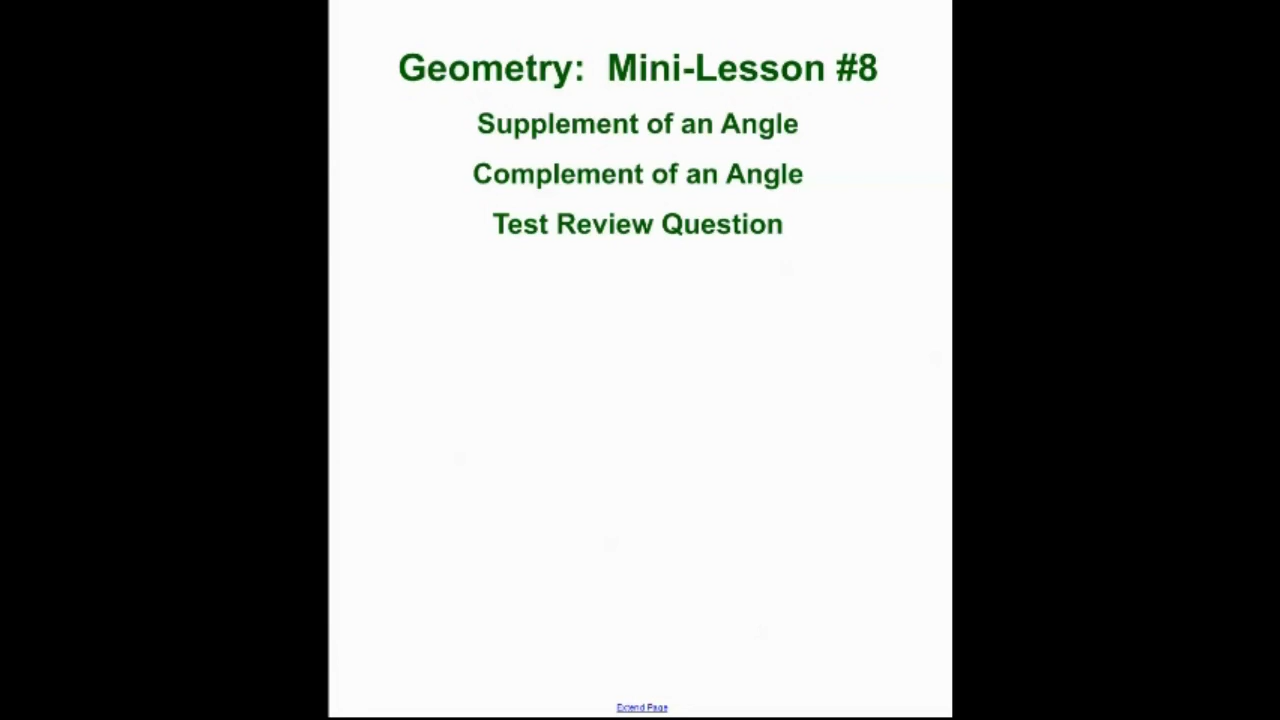 Geometry: Mini-Lesson #8
Supplement of an Angle
Complement of an Angle
Test Review Question
Extend Page